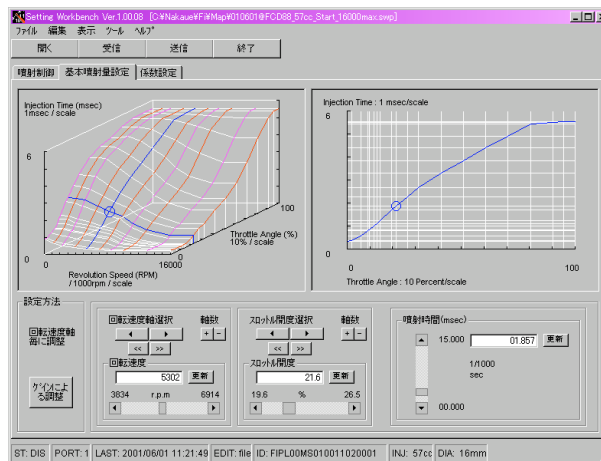 Setting Workbench Ver.1.00.08 [C:¥Nakaue¥Fi¥Map¥010601@FCD88_57cc_Start_16000max.swp]
ファイル 編集 表示 ツール ヘルプ
開く 受信 送信 終了
噴射制御 基本噴射量設定 係数設定
Injection Time (msec)
1msec / scale
6
0
0
16000
0
100
Throttle Angle (%)
10% / scale
Revolution Speed (RPM)
/ 1000rpm / scale
Injection Time : 1 msec/scale
6
0
0
100
Throttle Angle : 10 Percent/scale
設定方法
回転速度軸
毎に調整
ゲインによ
る調整
回転速度軸選択 軸数
+ -
<< >>
回転速度
5302 更新
3834 r.p.m 6914
スロットル開度選択 軸数
+ -
<< >>
スロットル開度
21.6 更新
19.6 % 26.5
噴射時間(msec)
15.000 01.857 更新
1/1000
sec
00.000
ST: DIS PORT: 1 LAST: 2001/06/01 11:21:49 EDIT: file ID: FIPL00MS010011020001 INJ: 57cc DIA: 16mm